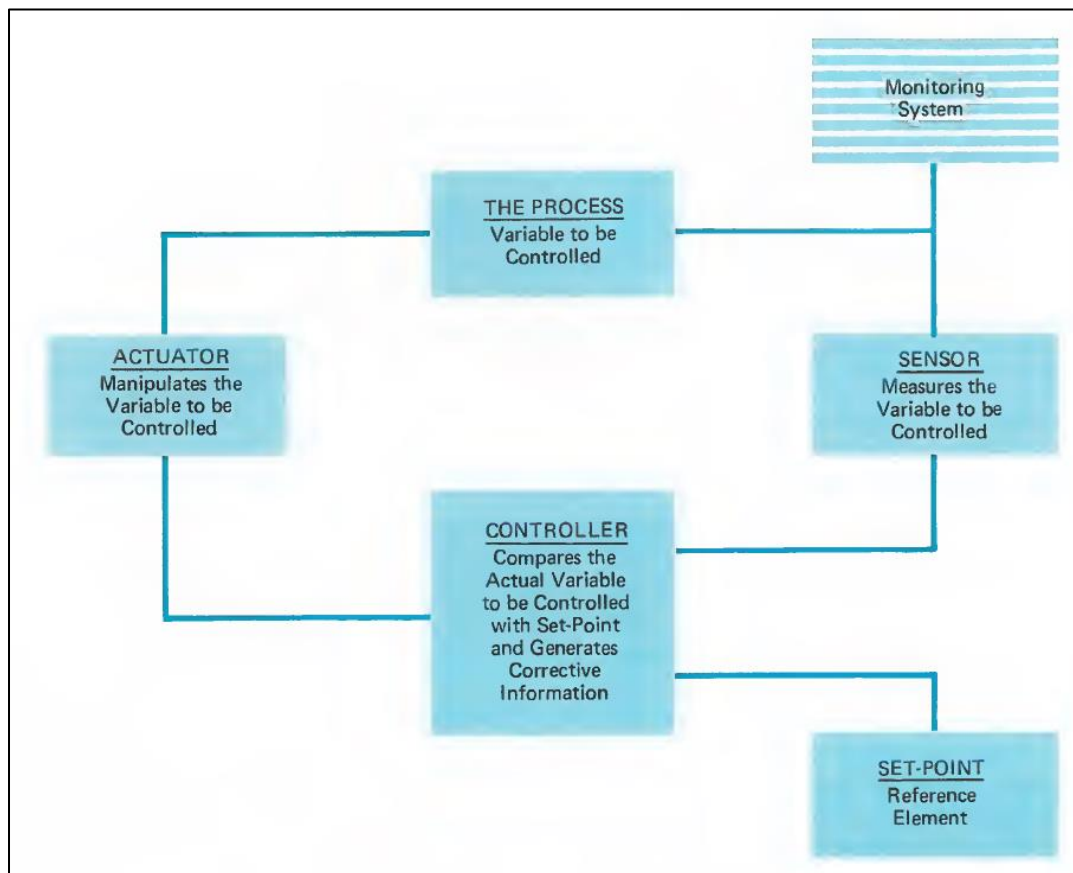 Monitoring
System
THE PROCESS
Variable to be
Controlled
ACTUATOR
Manipulates the
Variable to be
Controlled
SENSOR
Measures the
Variable to be
Controlled
CONTROLLER
Compares the
Actual Variable
to be Controlled
with Set-Point
and Generates
Corrective
Information
SET-POINT
Reference
Element